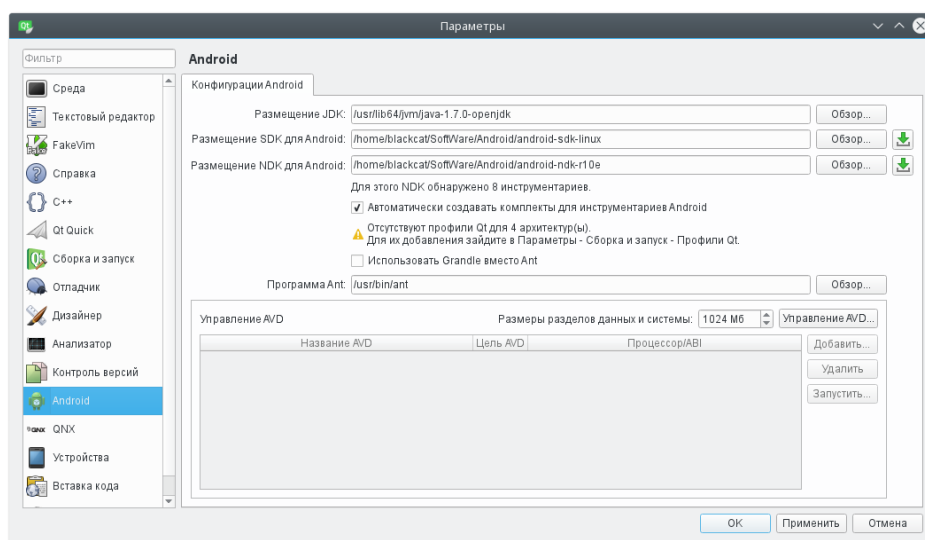 Qt
Параметры
Фильтр
Android
Среда
Текстовый редактор
FakeVim
Справка
C++
Qt Quick
Сборка и запуск
Отладчик
Дизайнер
Анализатор
Контроль версий
Android
QNX
Устройства
Вставка кода
Конфигурации Android
Размещение JDK: /usr/lib64/jvm/java-1.7.0-openjdk Обзор...
Размещение SDK для Android: /home/blackcat/SoftWare/Android/android-sdk-linux Обзор...
Размещение NDK для Android: /home/blackcat/SoftWare/Android/android-ndk-r10e Обзор...
Для этого NDK обнаружено 8 инструментариев.
Автоматически создавать комплекты для инструментариев Android
Отсутствуют профили Qt для 4 архитектур(ы).
Для их добавления зайдите в Параметры - Сборка и запуск - Профили Qt.
Использовать Grandle вместо Ant
Программа Ant: /usr/bin/ant Обзор...
Управление AVD Размеры разделов данных и системы: 1024 Мб Управление AVD...
Название AVD Цель AVD Процессор/ABI Добавить...
Удалить
Запустить...
OK Применить Отмена